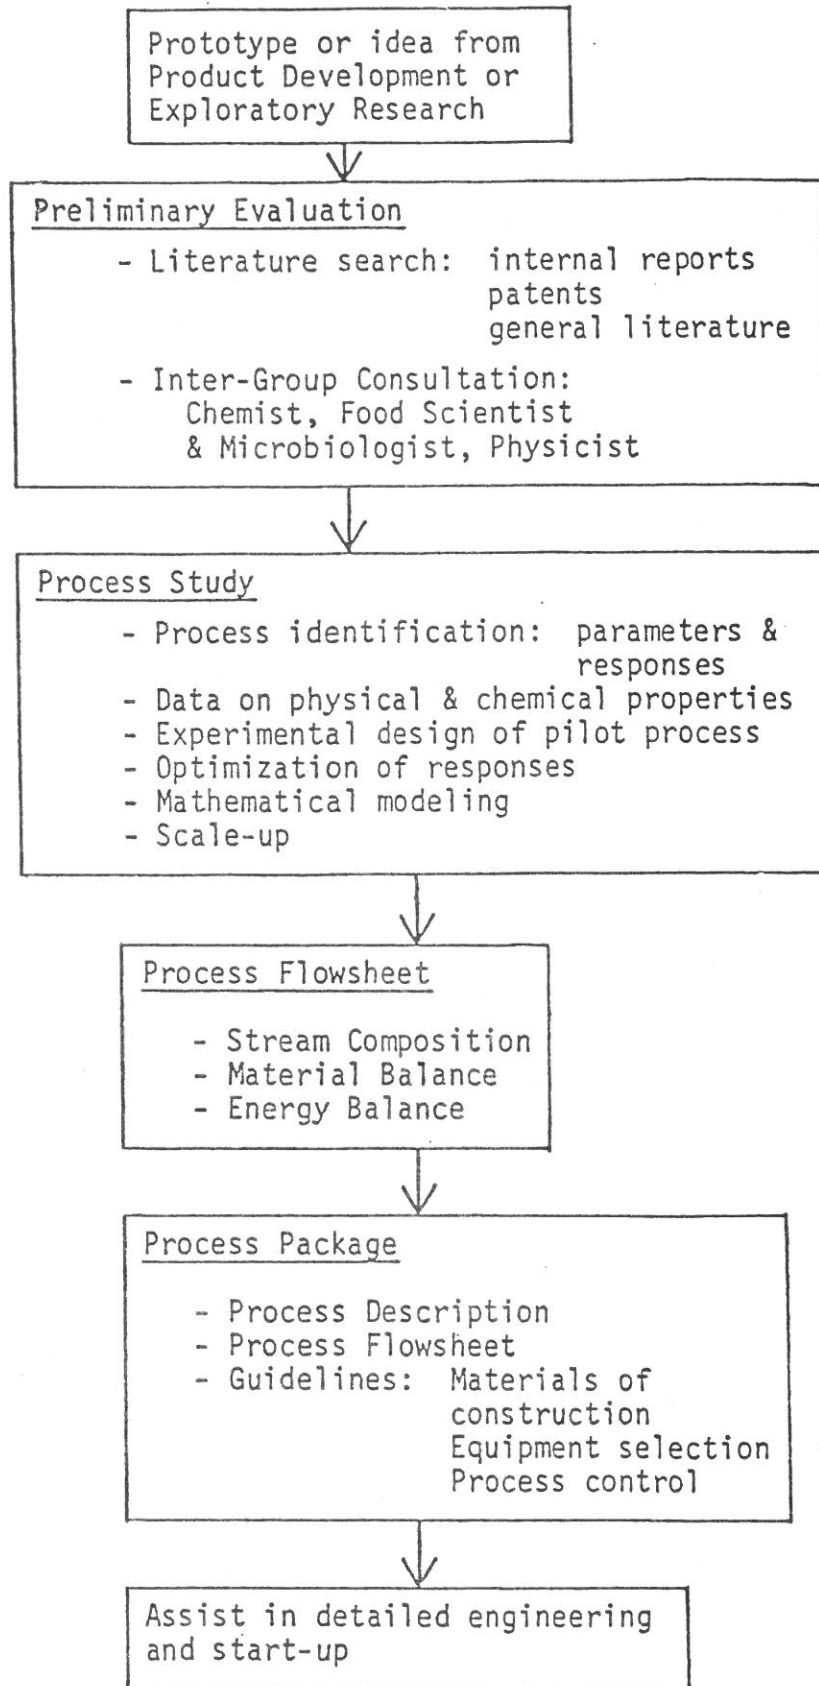 Prototype or idea from
Product Development or
Exploratory Research
Preliminary Evaluation
- Literature search: internal reports
patents
general literature
- Inter-Group Consultation:
Chemist, Food Scientist
& Microbiologist, Physicist
Process Study
- Process identification: parameters &
responses
- Data on physical & chemical properties
- Experimental design of pilot process
- Optimization of responses
- Mathematical modeling
- Scale-up
Process Flowsheet
- Stream Composition
- Material Balance
- Energy Balance
Process Package
- Process Description
- Process Flowsheet
- Guidelines: Materials of
construction
Equipment selection
Process control
Assist in detailed engineering
and start-up